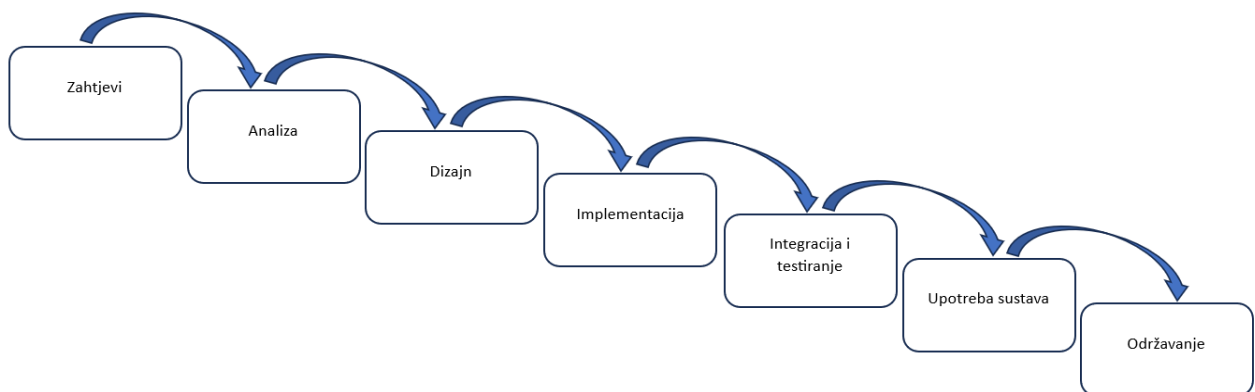 Zahtjevi
Analiza
Dizajn
Implementacija
Integracija i
testiranje
Upotreba sustava
Održavanje